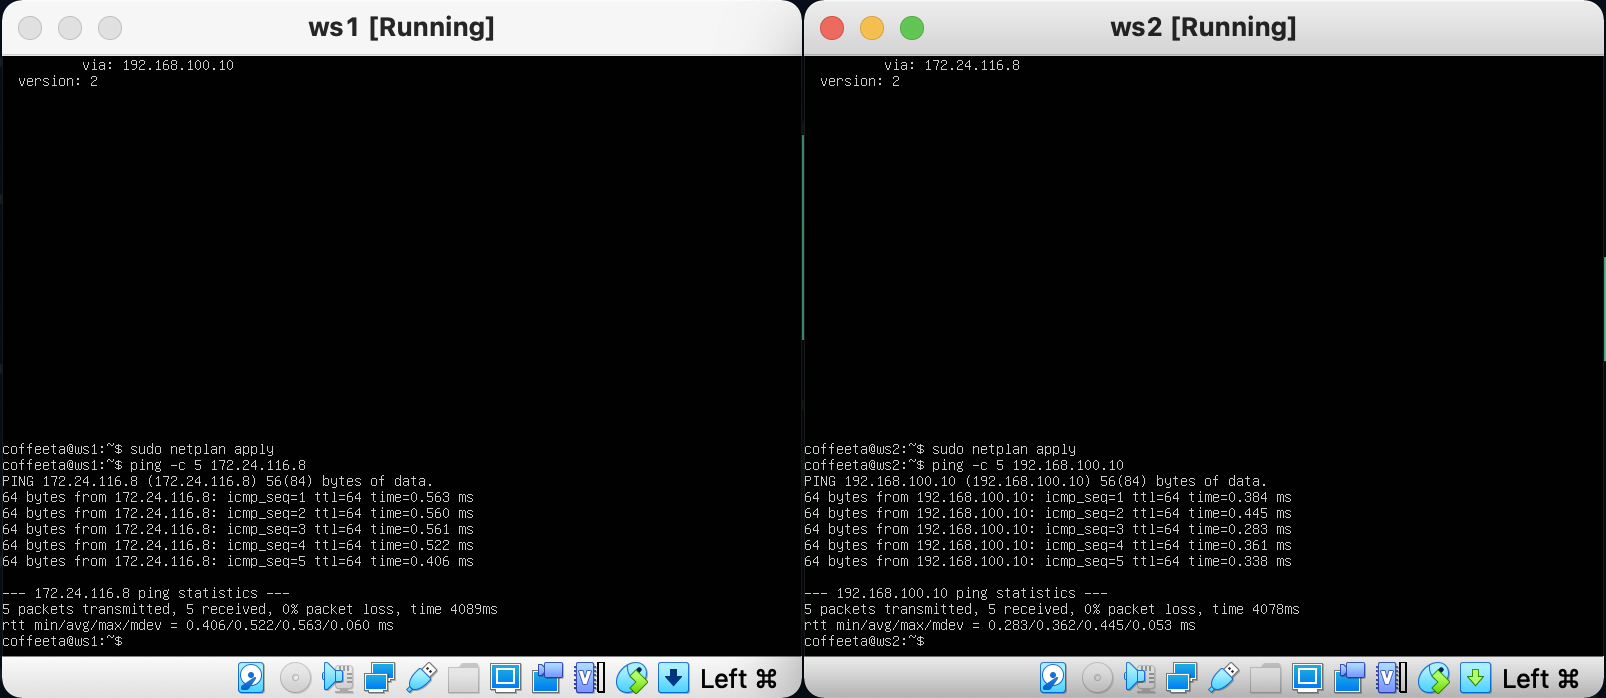 ws1 [Running]
via: 192.168.100.10
version: 2
coffeeta@ws1:~$ sudo netplan apply
coffeeta@ws1:~$ ping -c 5 172.24.116.8
PING 172.24.116.8 (172.24.116.8) 56(84) bytes of data.
64 bytes from 172.24.116.8: icmp_seq=1 ttl=64 time=0.563 ms
64 bytes from 172.24.116.8: icmp_seq=2 ttl=64 time=0.560 ms
64 bytes from 172.24.116.8: icmp_seq=3 ttl=64 time=0.561 ms
64 bytes from 172.24.116.8: icmp_seq=4 ttl=64 time=0.522 ms
64 bytes from 172.24.116.8: icmp_seq=5 ttl=64 time=0.406 ms
--- 172.24.116.8 ping statistics ---
5 packets transmitted, 5 received, 0% packet loss, time 4089ms
rtt min/avg/max/mdev = 0.406/0.522/0.563/0.060 ms
coffeeta@ws1:~$
V
Left ⌘
ws2 [Running]
via: 172.24.116.8
version: 2
coffeeta@ws2:~$ sudo netplan apply
coffeeta@ws2:~$ ping -c 5 192.168.100.10
PING 192.168.100.10 (192.168.100.10) 56(84) bytes of data.
64 bytes from 192.168.100.10: icmp_seq=1 ttl=64 time=0.384 ms
64 bytes from 192.168.100.10: icmp_seq=2 ttl=64 time=0.445 ms
64 bytes from 192.168.100.10: icmp_seq=3 ttl=64 time=0.283 ms
64 bytes from 192.168.100.10: icmp_seq=4 ttl=64 time=0.361 ms
64 bytes from 192.168.100.10: icmp_seq=5 ttl=64 time=0.338 ms
--- 192.168.100.10 ping statistics ---
5 packets transmitted, 5 received, 0% packet loss, time 4078ms
rtt min/avg/max/mdev = 0.283/0.362/0.445/0.053 ms
coffeeta@ws2:~$
V
Left ⌘